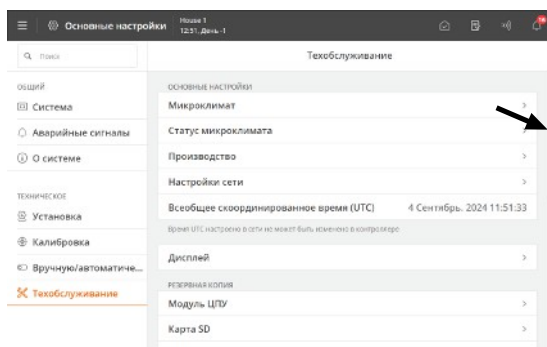 Основные настройки
House 1
12:51, День -1
Поиск
Техобслуживание
ОБЩИЙ
Система
Аварийные сигналы
О системе
ТЕХНИЧЕСКОЕ
Установка
Калибровка
Вручную/автоматиче...
Техобслуживание
ОСНОВНЫЕ НАСТРОЙКИ
Микроклимат
Статус микроклимата
Производство
Настройки сети
Всеобщее скоординированное время (UTC) 4 Сентябрь. 2024 11:51:33
Время UTC настроено в сети но может быть изменено в контроллере
Дисплей
РЕЗЕРВНАЯ КОПИЯ
Модуль ЦПУ
Карта SD